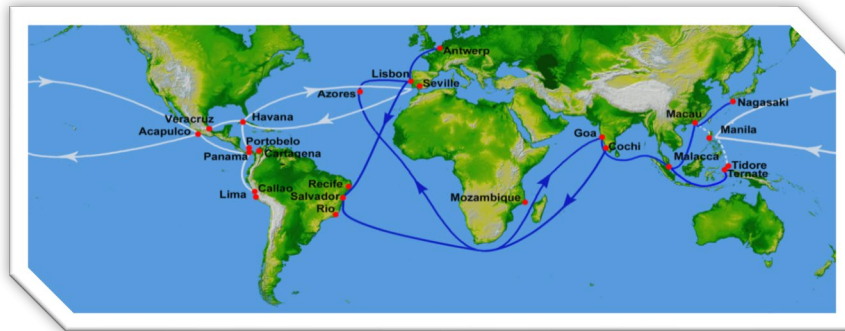 Antwerp
Lisbon
Seville
Azores
Nagasaki
Veracruz
Havana
Macau
Acapulco
Goa
Manila
Portobelo
Cochi
Panama
Cartagena
Malacca
Tidore
Ternate
Recife
Callao
Lima
Salvador
Mozambique
Rio